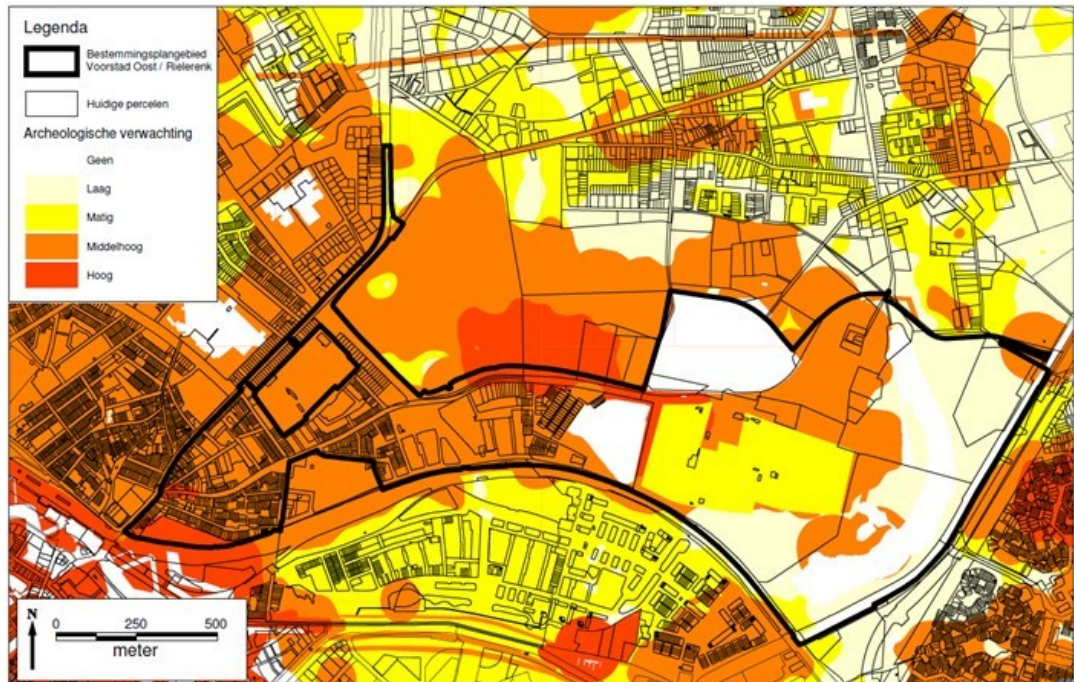 Legenda
Bestemmingsplangebied
Voorstad Oost / Rielerenk
Huidige percelen
Archeologische verwachting
Geen
Laag
Matig
Middelhoog
Hoog
N
0 250 500
meter